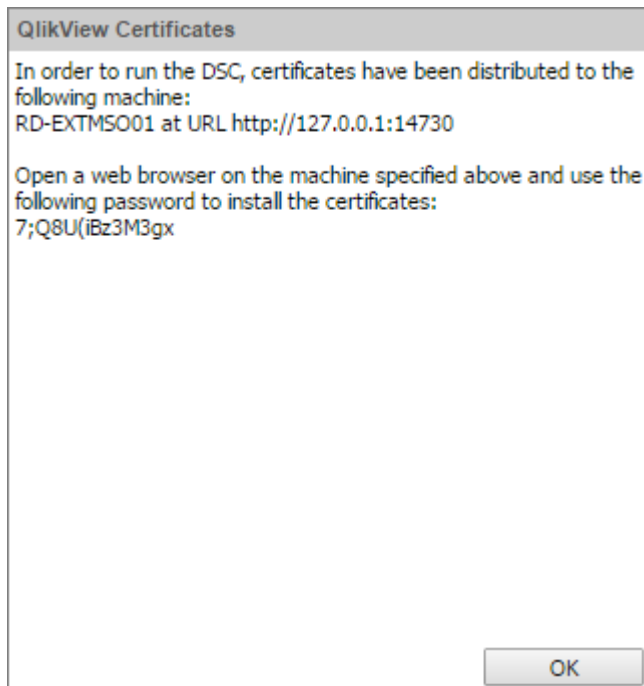 QlikView Certificates
In order to run the DSC, certificates have been distributed to the
following machine:
RD-EXTMSO01 at URL http://127.0.0.1:14730
Open a web browser on the machine specified above and use the
following password to install the certificates:
7;Q8U(iBz3M3gx
OK